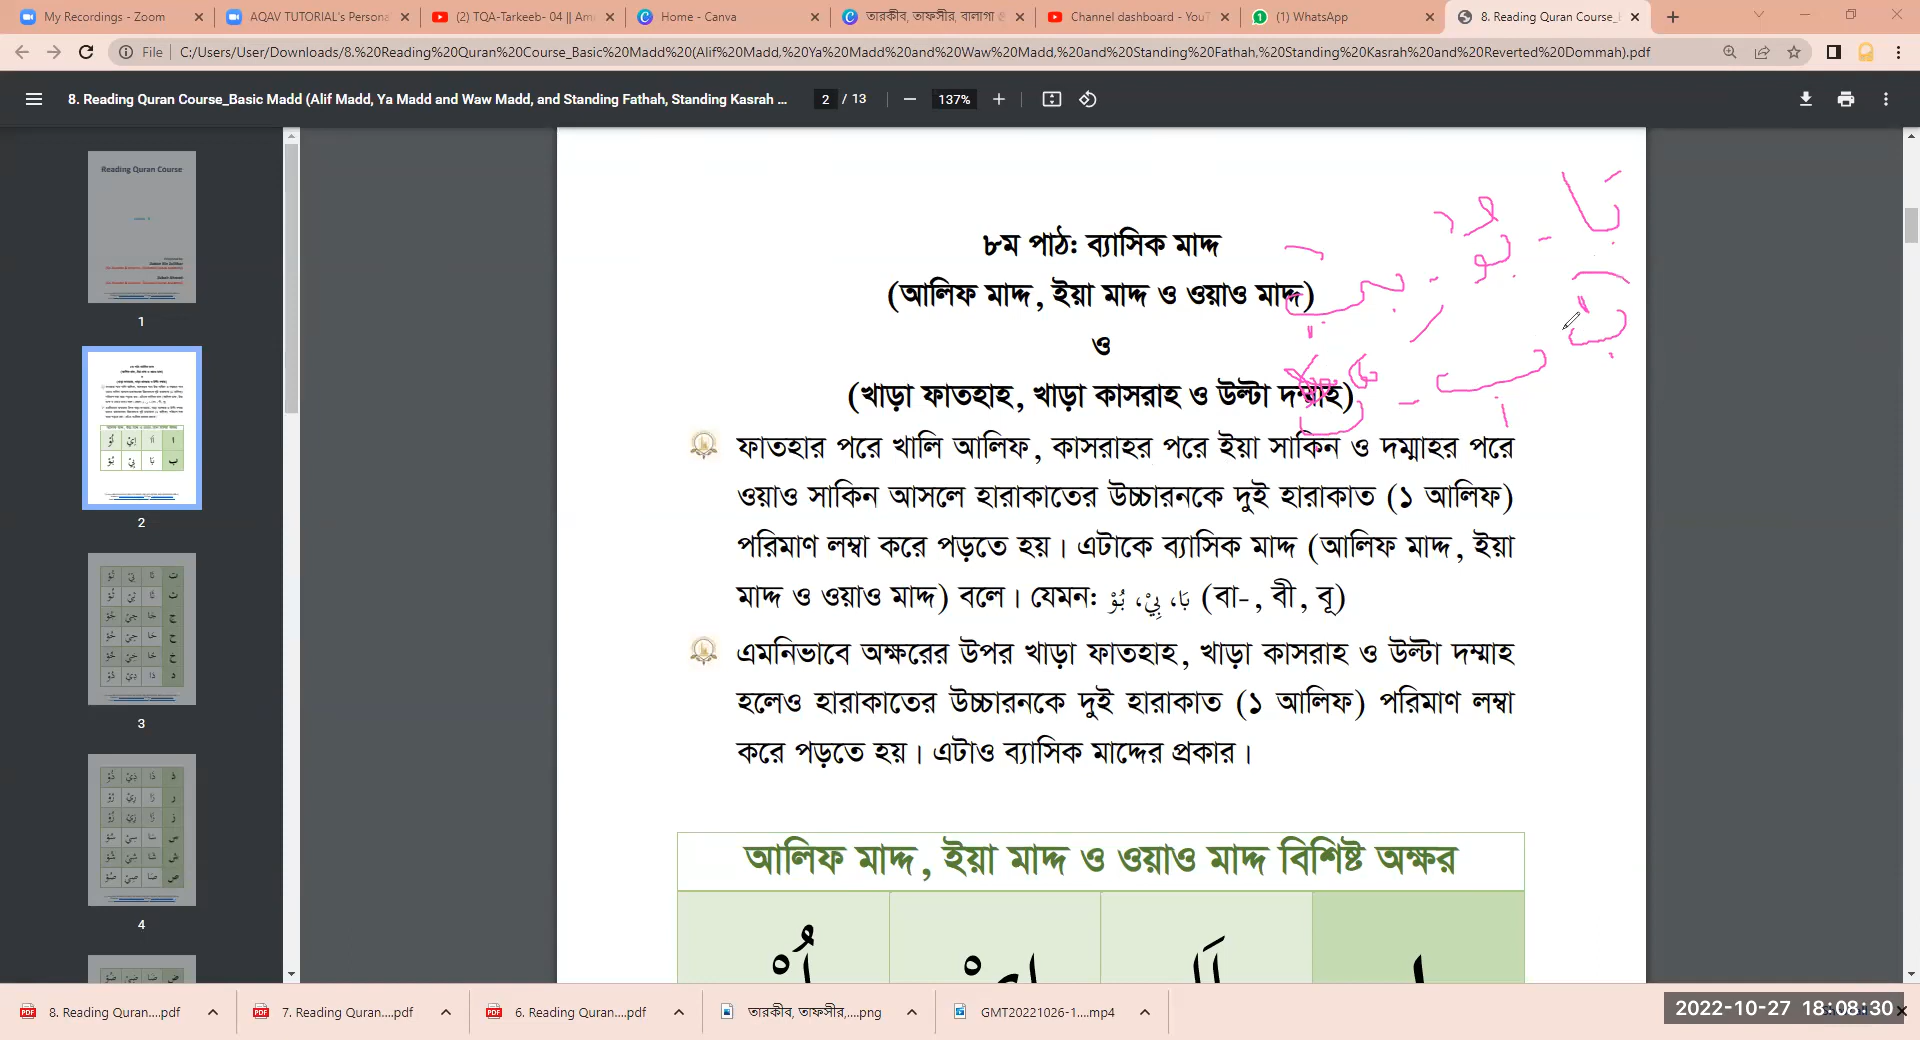 My Recordings - Zoom
AQAV TUTORIAL's Persona
(2) TQA-Tarkeeb- 04 || Am
Home - Canva
তারকীব, তাফসীর, বালাগা
Channel dashboard - YouT
(1) WhatsApp
8. Reading Quran Course_
File
C:/Users/User/Downloads/8.%20Reading%20Quran%20Course_Basic%20Madd%20(Alif%20Madd,%20Ya%20Madd%20and%20Waw%20Madd,%20and%20Standing%20Fathah,%20Standing%20Kasrah%20and%20Reverted%20Dommah).pdf
8. Reading Quran Course_Basic Madd (Alif Madd, Ya Madd and Waw Madd, and Standing Fathah, Standing Kasrah ...
2 / 13
137%
Reading Quran Course
1
2
3
4
৮ম পাঠ: ব্যাসিক মাদ্দ
(আলিফ মাদ্দ, ইয়া মাদ্দ ও ওয়াও মাদ্দ)
ও
(খাড়া ফাতহাহ, খাড়া কাসরাহ ও উল্টা দম্মাহ)
بَا - بُو
ফাতহার পরে খালি আলিফ, কাসরাহর পরে ইয়া সাকিন ও দম্মাহর পরে
ওয়াও সাকিন আসলে হারাকাতের উচ্চারনকে দুই হারাকাত (১ আলিফ)
পরিমাণ লম্বা করে পড়তে হয়। এটাকে ব্যাসিক মাদ্দ (আলিফ মাদ্দ, ইয়া
মাদ্দ ও ওয়াও মাদ্দ) বলে। যেমন: بَا، بِيْ، بُوْ (বা-, বী, বূ)
এমনিভাবে অক্ষরের উপর খাড়া ফাতহাহ, খাড়া কাসরাহ ও উল্টা দম্মাহ
হলেও হারাকাতের উচ্চারনকে দুই হারাকাত (১ আলিফ) পরিমাণ লম্বা
করে পড়তে হয়। এটাও ব্যাসিক মাদ্দের প্রকার।
আলিফ মাদ্দ, ইয়া মাদ্দ ও ওয়াও মাদ্দ বিশিষ্ট অক্ষর
8. Reading Quran....pdf
7. Reading Quran....pdf
6. Reading Quran....pdf
তারকীব, তাফসীর,....png
GMT20221026-1....mp4
2022-10-27 18:08:30